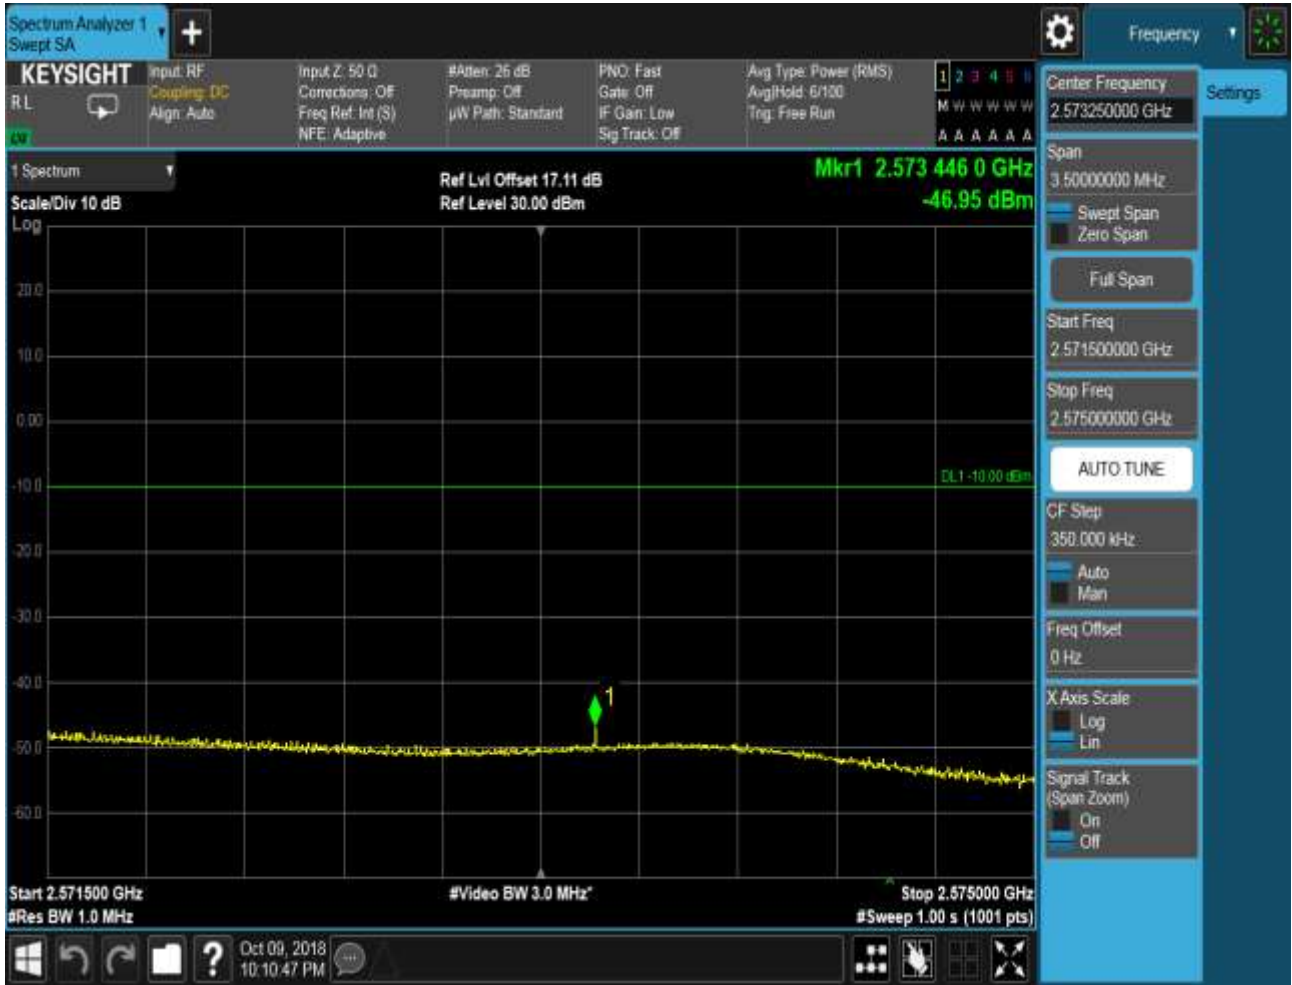 Spectrum Analyzer 1
Swept SA
+
Frequency
KEYSIGHT
RL
Input: RF
Coupling: DC
Align: Auto
Input Z: 50 Ω
Corrections: Off
Freq Ref: Int (S)
NFE: Adaptive
#Atten: 26 dB
Preamp: Off
µW Path: Standard
PNO: Fast
Gate: Off
IF Gain: Low
Sig Track: Off
Avg Type: Power (RMS)
Avg|Hold: 6/100
Trig: Free Run
1 2 3 4 5 6
M W W W W W
A A A A A A
1 Spectrum
Scale/Div 10 dB
Log
Ref Lvl Offset 17.11 dB
Ref Level 30.00 dBm
Mkr1 2.573 446 0 GHz
-46.95 dBm
20.0
10.0
0.00
-10.0
-20.0
-30.0
-40.0
-50.0
-60.0
DL1 -10.00 dBm
1
Start 2.571500 GHz
#Res BW 1.0 MHz
#Video BW 3.0 MHz*
Stop 2.575000 GHz
#Sweep 1.00 s (1001 pts)
?
Oct 09, 2018
10:10:47 PM
Center Frequency
2.573250000 GHz
Settings
Span
3.50000000 MHz
Swept Span
Zero Span
Full Span
Start Freq
2.571500000 GHz
Stop Freq
2.575000000 GHz
AUTO TUNE
CF Step
350.000 kHz
Auto
Man
Freq Offset
0 Hz
X Axis Scale
Log
Lin
Signal Track
(Span Zoom)
On
Off